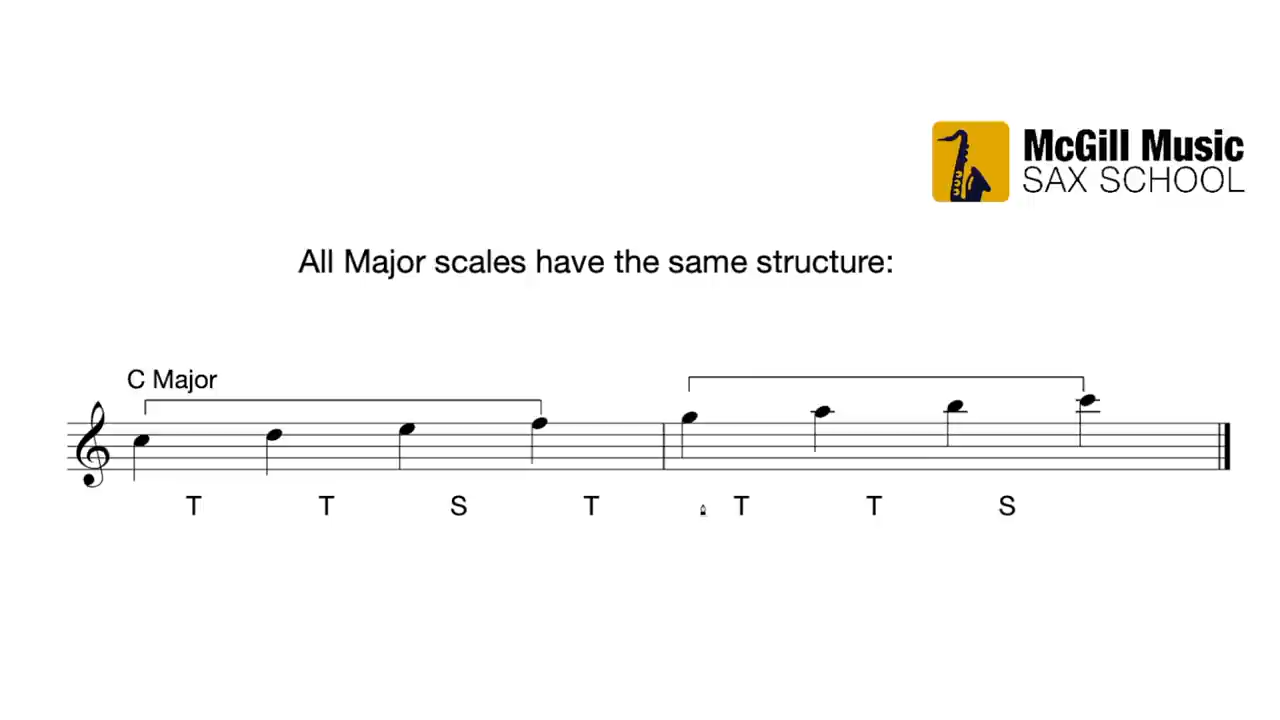 McGill Music
SAX SCHOOL
All Major scales have the same structure:
C Major
T T S T T T S